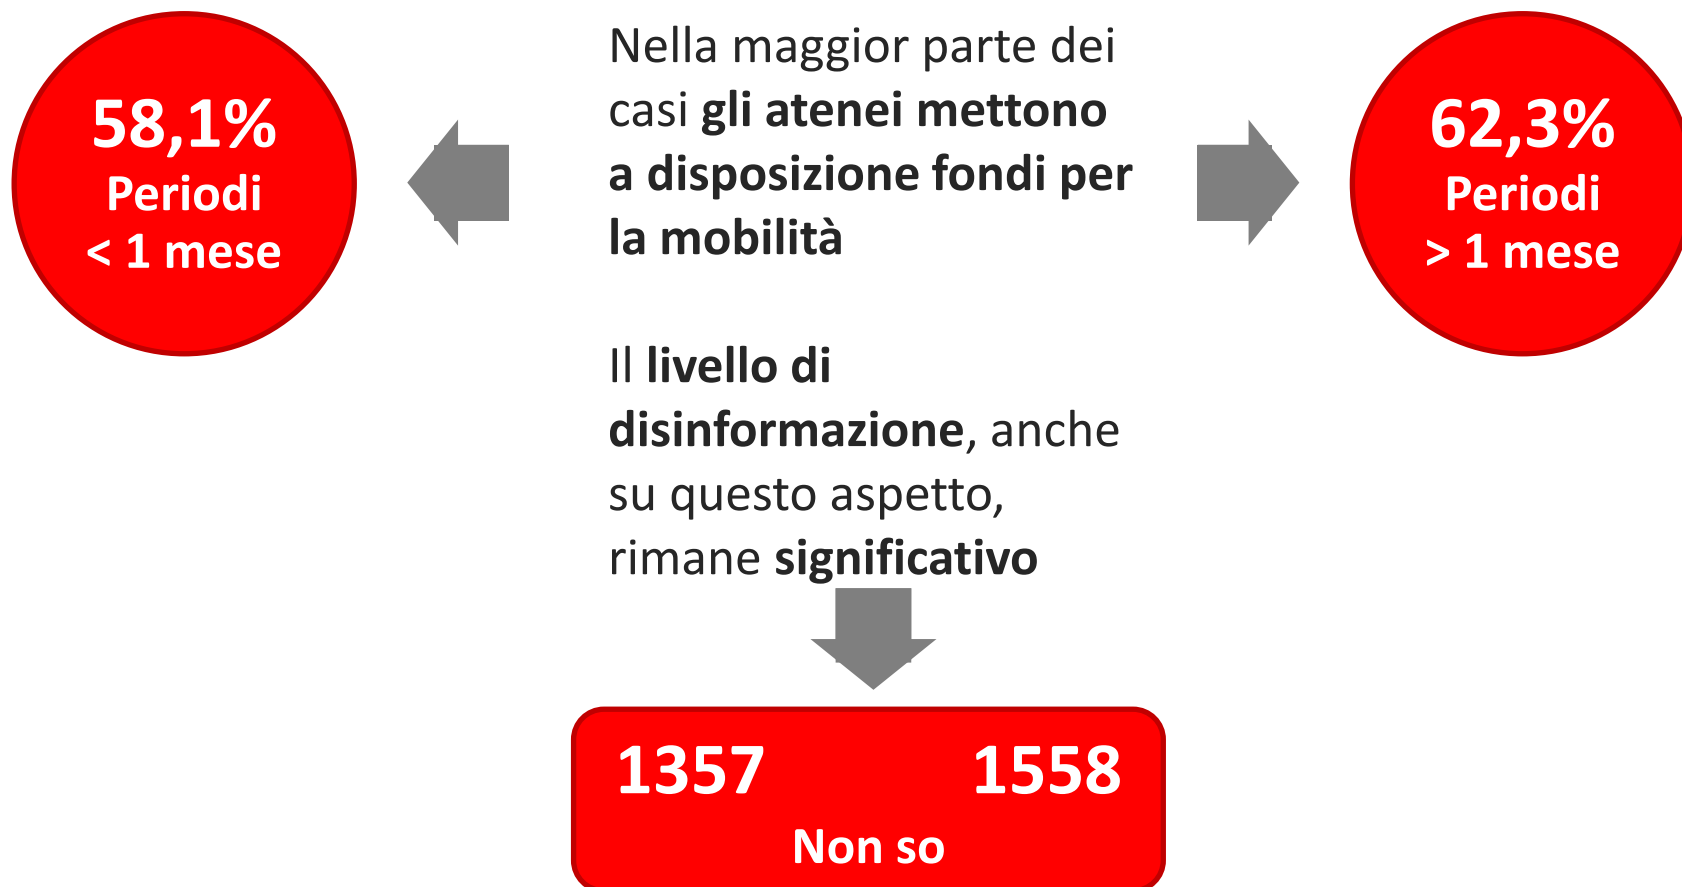 58,1%
Periodi
< 1 mese
Nella maggior parte dei
casi gli atenei mettono
a disposizione fondi per
la mobilità
62,3%
Periodi
> 1 mese
Il livello di
disinformazione, anche
su questo aspetto,
rimane significativo
1357 1558
Non so